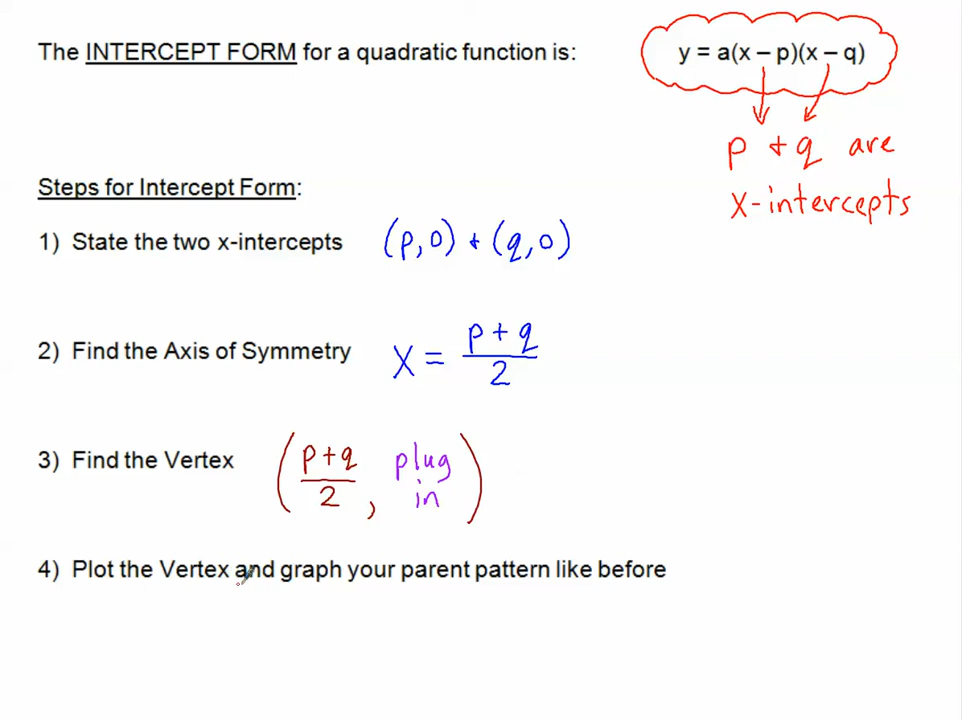 The INTERCEPT FORM for a quadratic function is: y = a(x – p)(x – q)
p + q are
x-intercepts
Steps for Intercept Form:
1) State the two x-intercepts (p,0) + (q,0)
2) Find the Axis of Symmetry x = p+q/2
3) Find the Vertex (p+q/2, plug in)
4) Plot the Vertex and graph your parent pattern like before